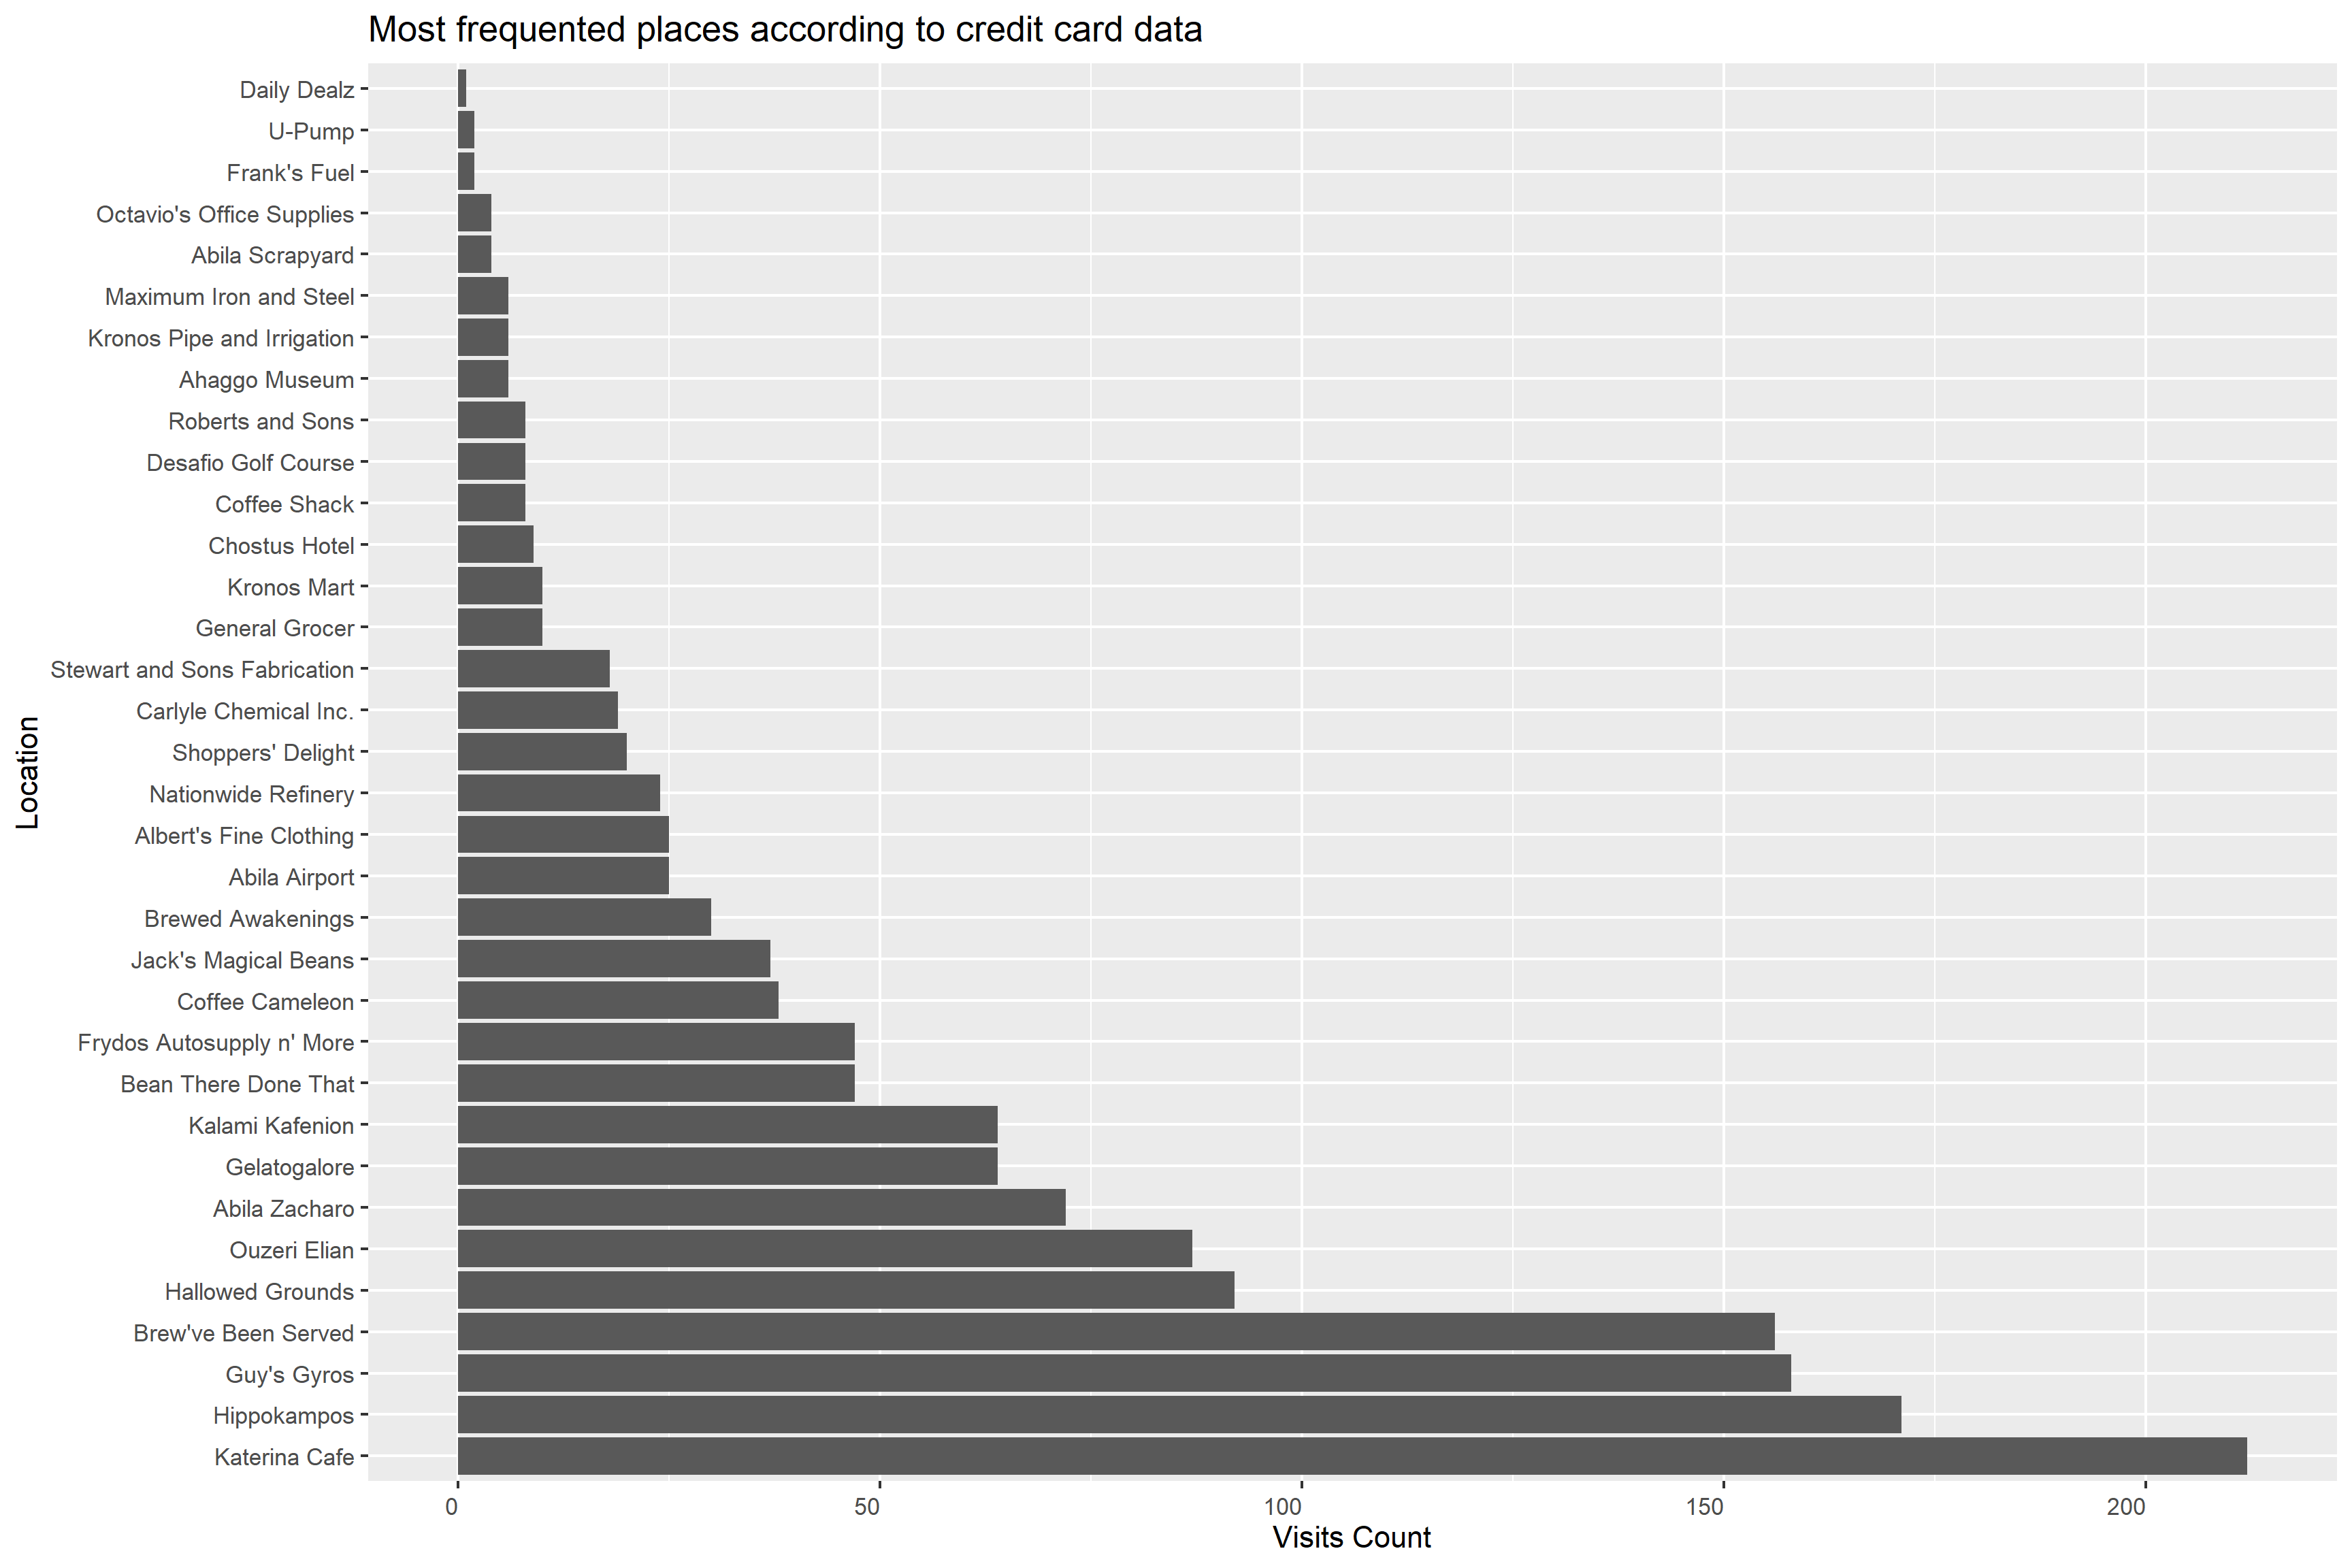 Most frequented places according to credit card data
Daily Dealz
U-Pump
Frank's Fuel
Octavio's Office Supplies
Abila Scrapyard
Maximum Iron and Steel
Kronos Pipe and Irrigation
Ahaggo Museum
Roberts and Sons
Desafio Golf Course
Coffee Shack
Chostus Hotel
Kronos Mart
General Grocer
Stewart and Sons Fabrication
Carlyle Chemical Inc.
Shoppers' Delight
Nationwide Refinery
Albert's Fine Clothing
Abila Airport
Brewed Awakenings
Jack's Magical Beans
Coffee Cameleon
Frydos Autosupply n' More
Bean There Done That
Kalami Kafenion
Gelatogalore
Abila Zacharo
Ouzeri Elian
Hallowed Grounds
Brew've Been Served
Guy's Gyros
Hippokampos
Katerina Cafe
Location
0 50 100 150 200
Visits Count